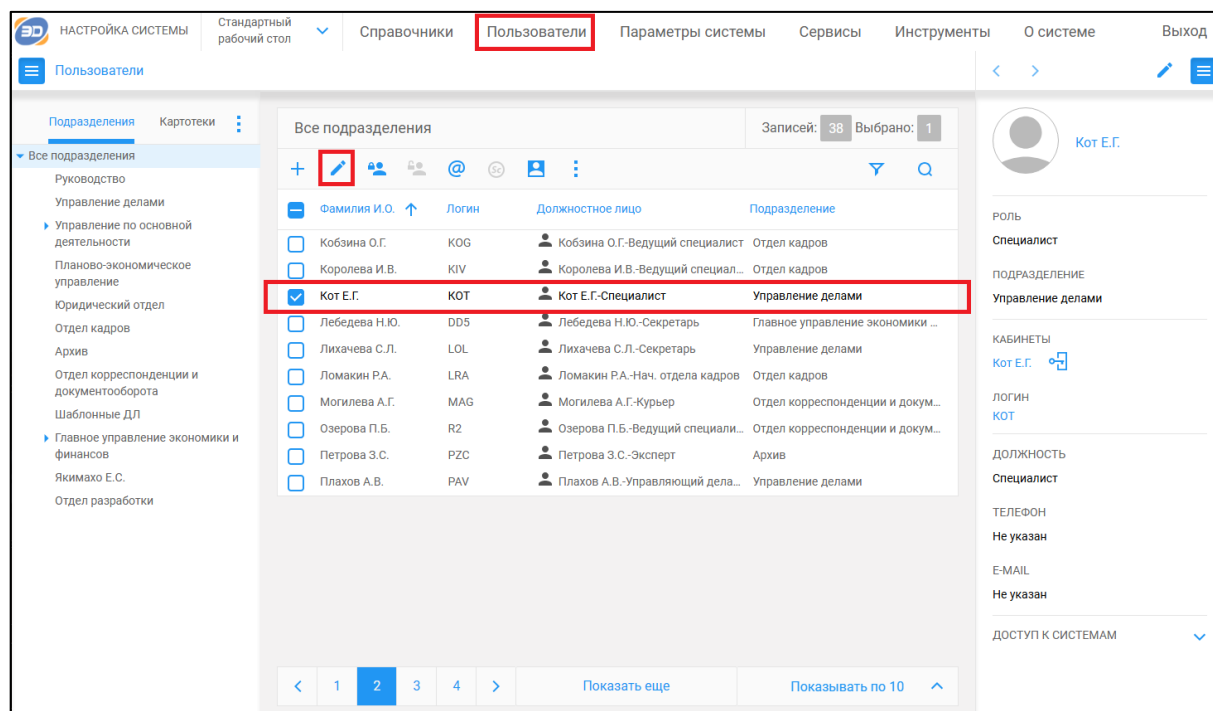 ЭD НАСТРОЙКА СИСТЕМЫ
Стандартный
рабочий стол
Справочники Пользователи Параметры системы Сервисы Инструменты О системе Выход
Пользователи
Подразделения Картотеки
Все подразделения
Руководство
Управление делами
Управление по основной
деятельности
Планово-экономическое
управление
Юридический отдел
Отдел кадров
Архив
Отдел корреспонденции и
документооборота
Шаблонные ДЛ
Главное управление экономики и
финансов
Якимахо Е.С.
Отдел разработки
Все подразделения Записей: 38 Выбрано: 1
@ Sc
Фамилия И.О. Логин Должностное лицо Подразделение
Кобзина О.Г. KOG Кобзина О.Г.-Ведущий специалист Отдел кадров
Королева И.В. KIV Королева И.В.-Ведущий специал... Отдел кадров
Кот Е.Г. КОТ Кот Е.Г.-Специалист Управление делами
Лебедева Н.Ю. DD5 Лебедева Н.Ю.-Секретарь Главное управление экономики ...
Лихачева С.Л. LOL Лихачева С.Л.-Секретарь Управление делами
Ломакин Р.А. LRA Ломакин Р.А.-Нач. отдела кадров Отдел кадров
Могилева А.Г. MAG Могилева А.Г.-Курьер Отдел корреспонденции и докум...
Озерова П.Б. R2 Озерова П.Б.-Ведущий специали... Отдел корреспонденции и докум...
Петрова З.С. PZC Петрова З.С.-Эксперт Архив
Плахов А.В. PAV Плахов А.В.-Управляющий дела... Управление делами
1 2 3 4 Показать еще Показывать по 10
Кот Е.Г.
РОЛЬ
Специалист
ПОДРАЗДЕЛЕНИЕ
Управление делами
КАБИНЕТЫ
Кот Е.Г.
ЛОГИН
КОТ
ДОЛЖНОСТЬ
Специалист
ТЕЛЕФОН
Не указан
E-MAIL
Не указан
ДОСТУП К СИСТЕМАМ